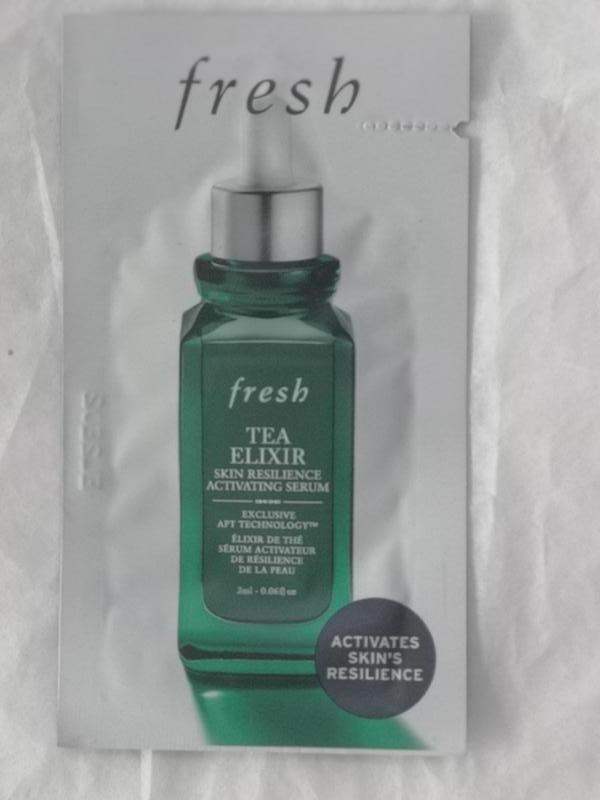 fresh
fresh
TEA
ELIXIR
SKIN RESILIENCE
ACTIVATING SERUM
EXCLUSIVE
APT TECHNOLOGY™
ÉLIXIR DE THÉ
SÉRUM ACTIVATEUR
DE RÉSILIENCE
DE LA PEAU
2ml - 0.06fl oz
ACTIVATES
SKIN'S
RESILIENCE